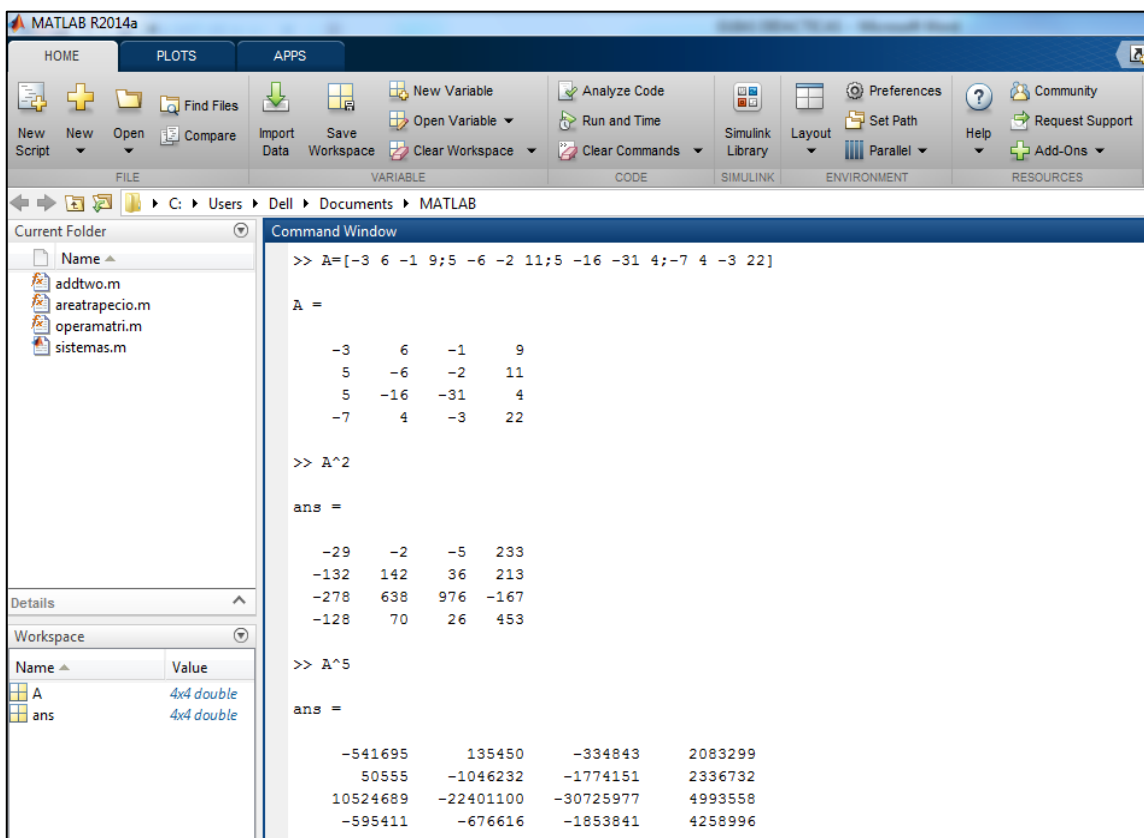 MATLAB R2014a
HOME PLOTS APPS
New Script
New
Open
Find Files
Compare
FILE
Import Data
Save Workspace
New Variable
Open Variable
Clear Workspace
VARIABLE
Analyze Code
Run and Time
Clear Commands
CODE
Simulink Library
SIMULINK
Layout
Preferences
Set Path
Parallel
ENVIRONMENT
Help
Community
Request Support
Add-Ons
RESOURCES
C: Users Dell Documents MATLAB
Current Folder
Name
addtwo.m
areatrapecio.m
operamatri.m
sistemas.m
Details
Workspace
Name Value
A 4x4 double
ans 4x4 double
Command Window
>> A=[-3 6 -1 9;5 -6 -2 11;5 -16 -31 4;-7 4 -3 22]
A =
-3 6 -1 9
5 -6 -2 11
5 -16 -31 4
-7 4 -3 22
>> A^2
ans =
-29 -2 -5 233
-132 142 36 213
-278 638 976 -167
-128 70 26 453
>> A^5
ans =
-541695 135450 -334843 2083299
50555 -1046232 -1774151 2336732
10524689 -22401100 -30725977 4993558
-595411 -676616 -1853841 4258996